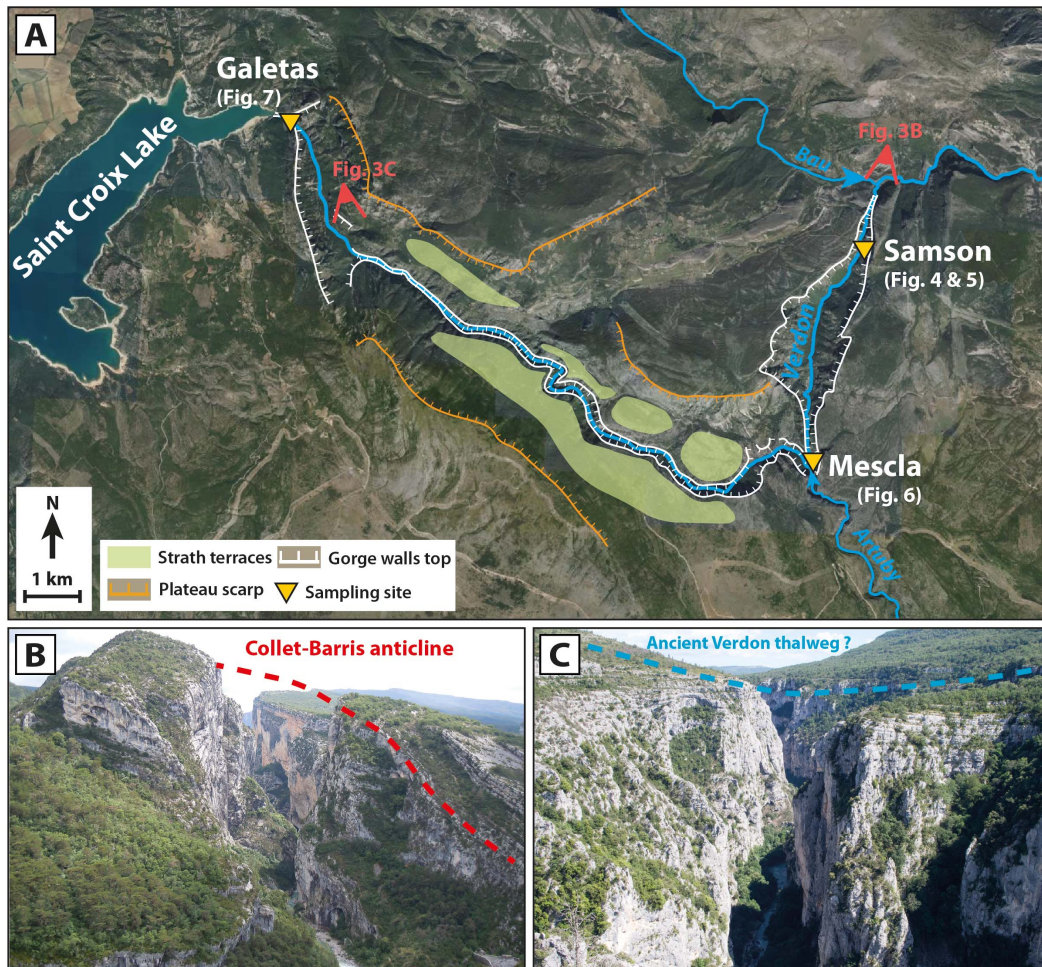 A
Galetas
(Fig. 7)
Saint Croix Lake
Fig. 3C
Bau
Fig. 3B
Samson
(Fig. 4 & 5)
Verdon
Mescla
(Fig. 6)
Artuby
N
1 km
Strath terraces
Gorge walls top
Plateau scarp
Sampling site
B
Collet-Barris anticline
C
Ancient Verdon thalweg ?